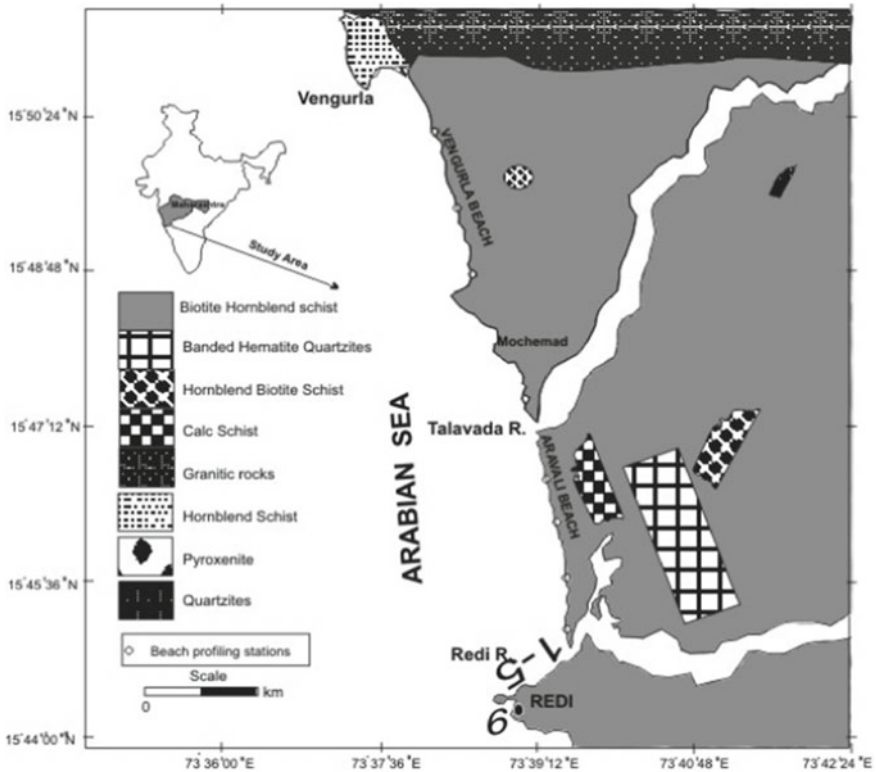 Vengurla
15°50'24"N
VENGURLA BEACH
Maharashtra
Study Area
15°48'48"N
Biotite Hornblend schist
Banded Hematite Quartzites
Hornblend Biotite Schist
Calc Schist
Granitic rocks
Hornblend Schist
Pyroxenite
Quartzites
Beach profiling stations
Scale
0
km
Mochemad
15°47'12"N
Talavada R.
ARABIAN SEA
ARAVALI BEACH
15°45'36"N
Redi R.
1-5
6
REDI
15°44'00"N
73°36'00"E
73°37'36"E
73°39'12"E
73°40'48"E
73°42'24"E